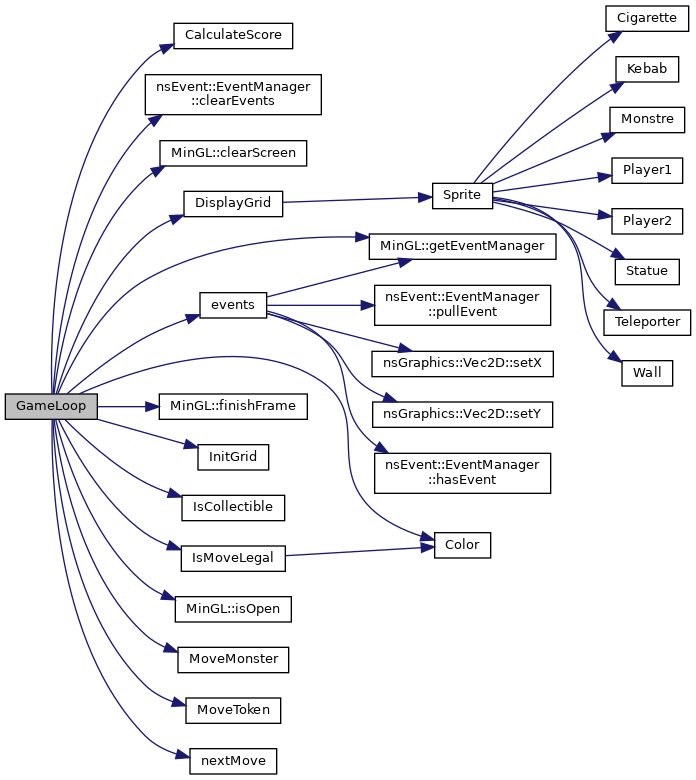 GameLoop
CalculateScore
nsEvent::EventManager
::clearEvents
MinGL::clearScreen
DisplayGrid
events
MinGL::finishFrame
InitGrid
IsCollectible
IsMoveLegal
MinGL::isOpen
MoveMonster
MoveToken
nextMove
Sprite
MinGL::getEventManager
nsEvent::EventManager
::pullEvent
nsGraphics::Vec2D::setX
nsGraphics::Vec2D::setY
nsEvent::EventManager
::hasEvent
Color
Cigarette
Kebab
Monstre
Player1
Player2
Statue
Teleporter
Wall